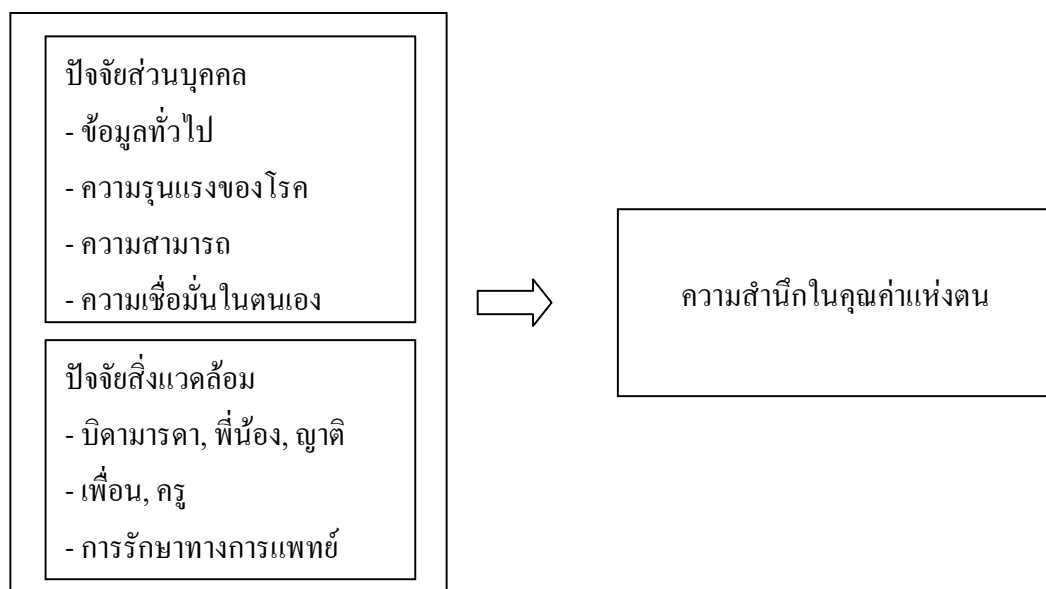 ปัจจัยส่วนบุคคล
- ข้อมูลทั่วไป
- ความรุนแรงของโรค
- ความสามารถ
- ความเชื่อมั่นในตนเอง
ปัจจัยสิ่งแวดล้อม
- บิดามารดา, พี่น้อง, ญาติ
- เพื่อน, ครู
- การรักษาทางการแพทย์
ความสำนึกในคุณค่าแห่งตน